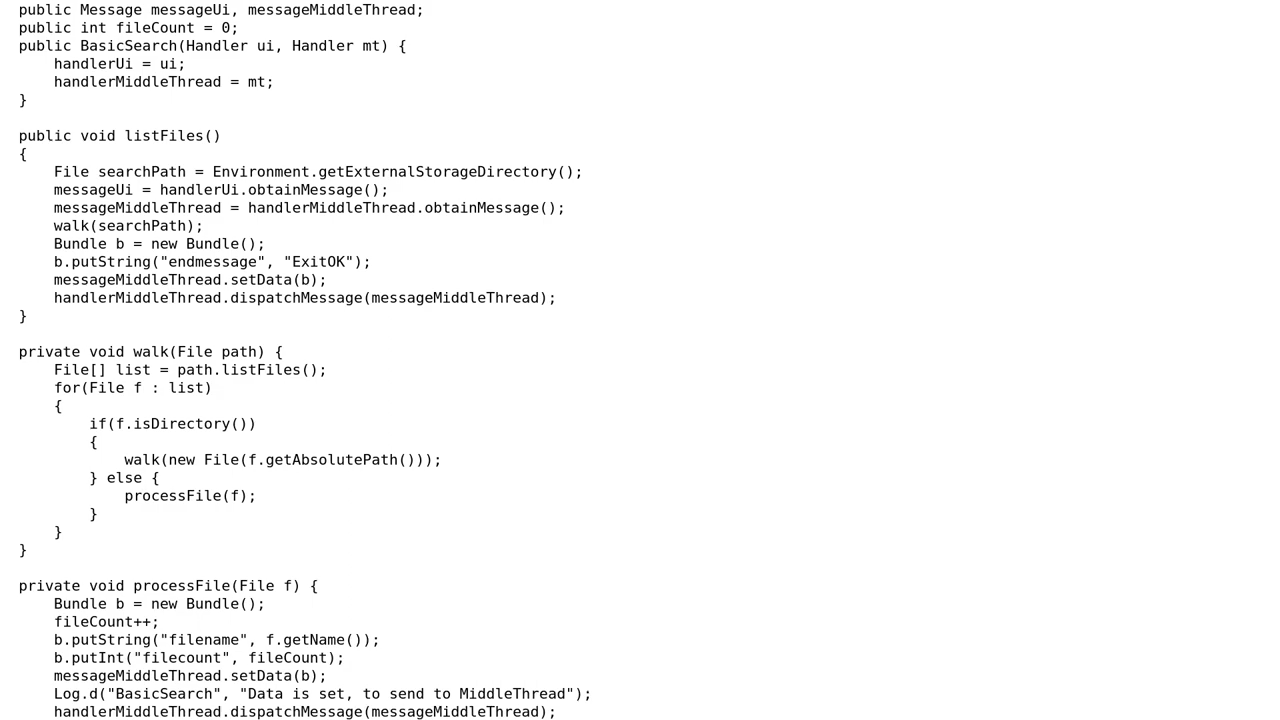 public Message messageUi, messageMiddleThread;
public int fileCount = 0;
public BasicSearch(Handler ui, Handler mt) {
    handlerUi = ui;
    handlerMiddleThread = mt;
}

public void listFiles()
{
    File searchPath = Environment.getExternalStorageDirectory();
    messageUi = handlerUi.obtainMessage();
    messageMiddleThread = handlerMiddleThread.obtainMessage();
    walk(searchPath);
    Bundle b = new Bundle();
    b.putString("endmessage", "ExitOK");
    messageMiddleThread.setData(b);
    handlerMiddleThread.dispatchMessage(messageMiddleThread);
}

private void walk(File path) {
    File[] list = path.listFiles();
    for(File f : list)
    {
        if(f.isDirectory())
        {
            walk(new File(f.getAbsolutePath()));
        } else {
            processFile(f);
        }
    }
}

private void processFile(File f) {
    Bundle b = new Bundle();
    fileCount++;
    b.putString("filename", f.getName());
    b.putInt("filecount", fileCount);
    messageMiddleThread.setData(b);
    Log.d("BasicSearch", "Data is set, to send to MiddleThread");
    handlerMiddleThread.dispatchMessage(messageMiddleThread);